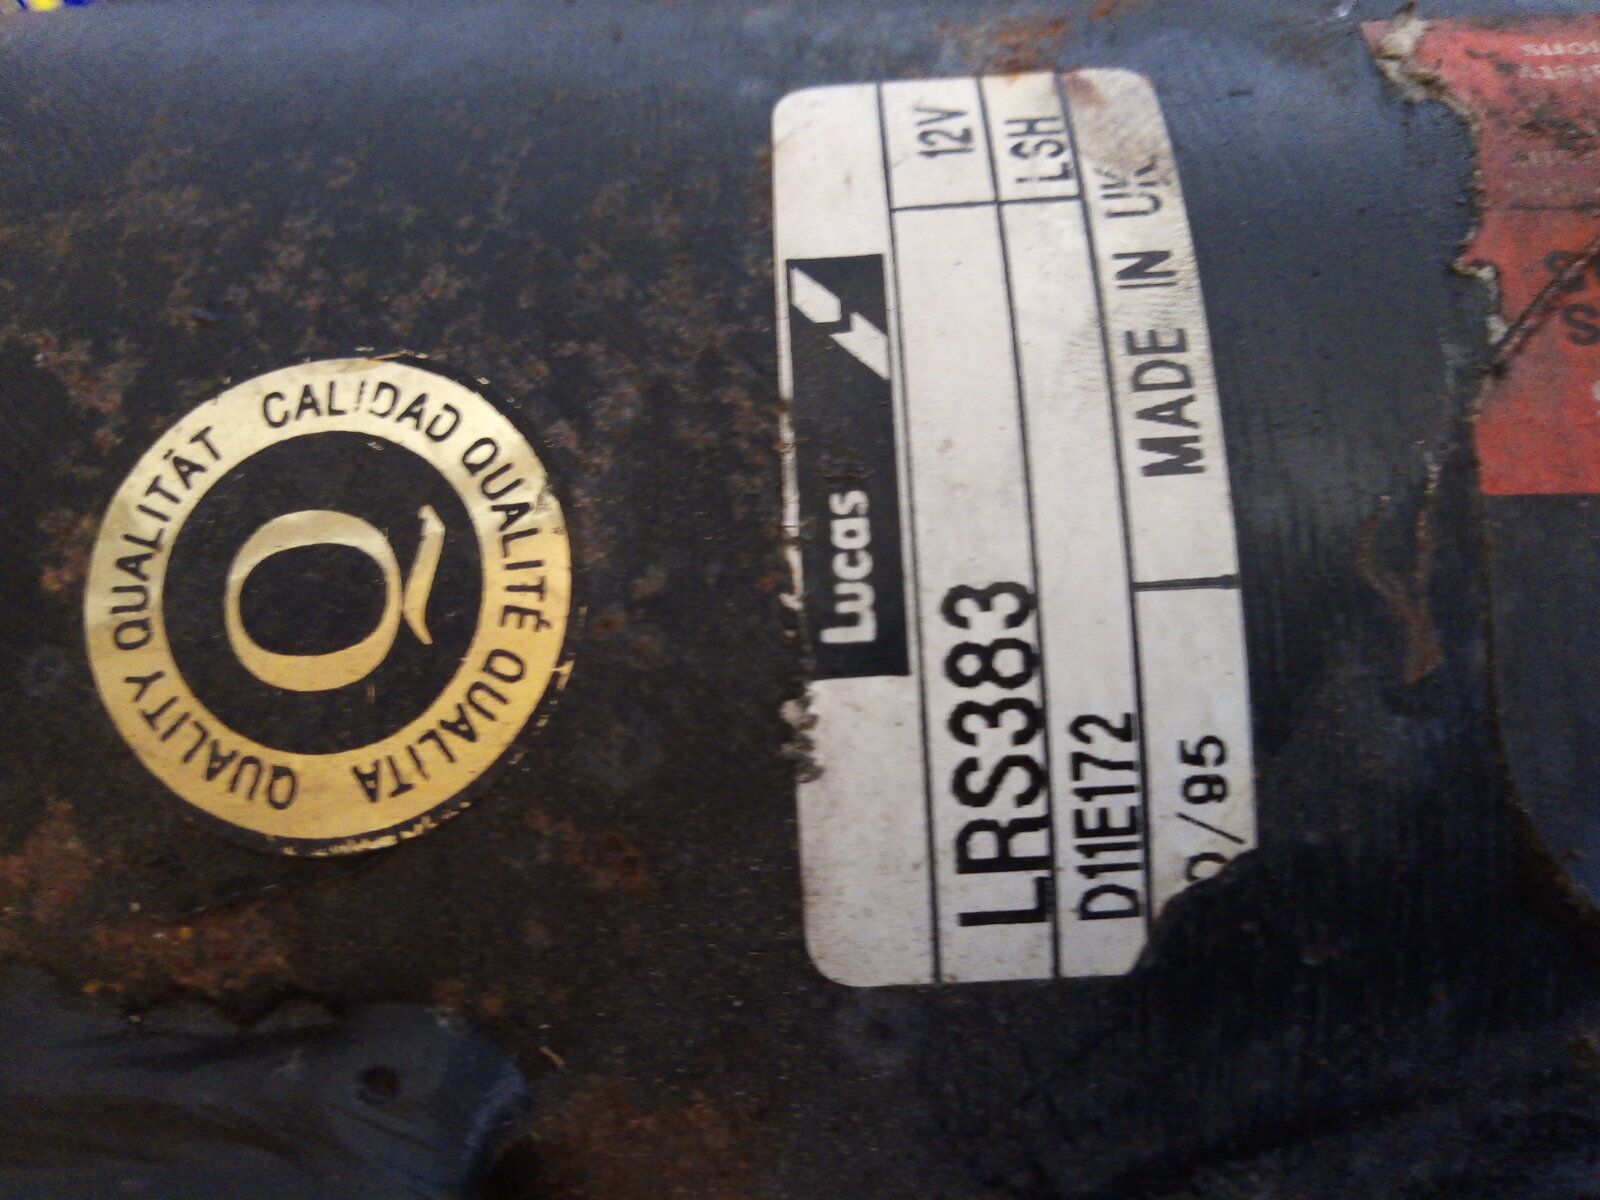 Lucas
12V
LRS383
LSH
D11E172
MADE IN UK
/95
QUALITY QUALITÄT CALIDAD QUALITÉ QUALITA
Q